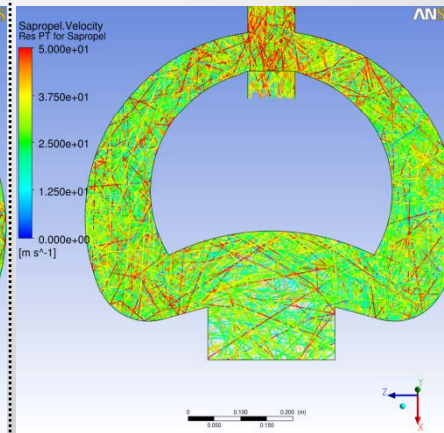 Sapropel.Velocity
Res PT for Sapropel
5.000e+01
3.750e+01
2.500e+01
1.250e+01
0.000e+00
[m s^-1]
ANS
0 0.100 0.200 (m)
0.050 0.150
Y
Z
X